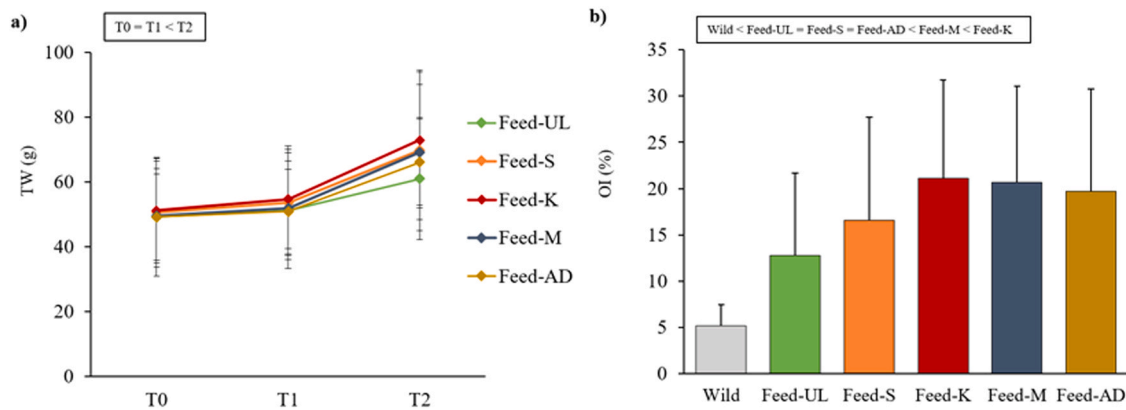 a)
T0 = T1 < T2
TW (g)
100
80
60
40
20
0
T0 T1 T2
Feed-UL
Feed-S
Feed-K
Feed-M
Feed-AD
b)
Wild < Feed-UL = Feed-S = Feed-AD < Feed-M < Feed-K
OI (%)
35
30
25
20
15
10
5
0
Wild Feed-UL Feed-S Feed-K Feed-M Feed-AD